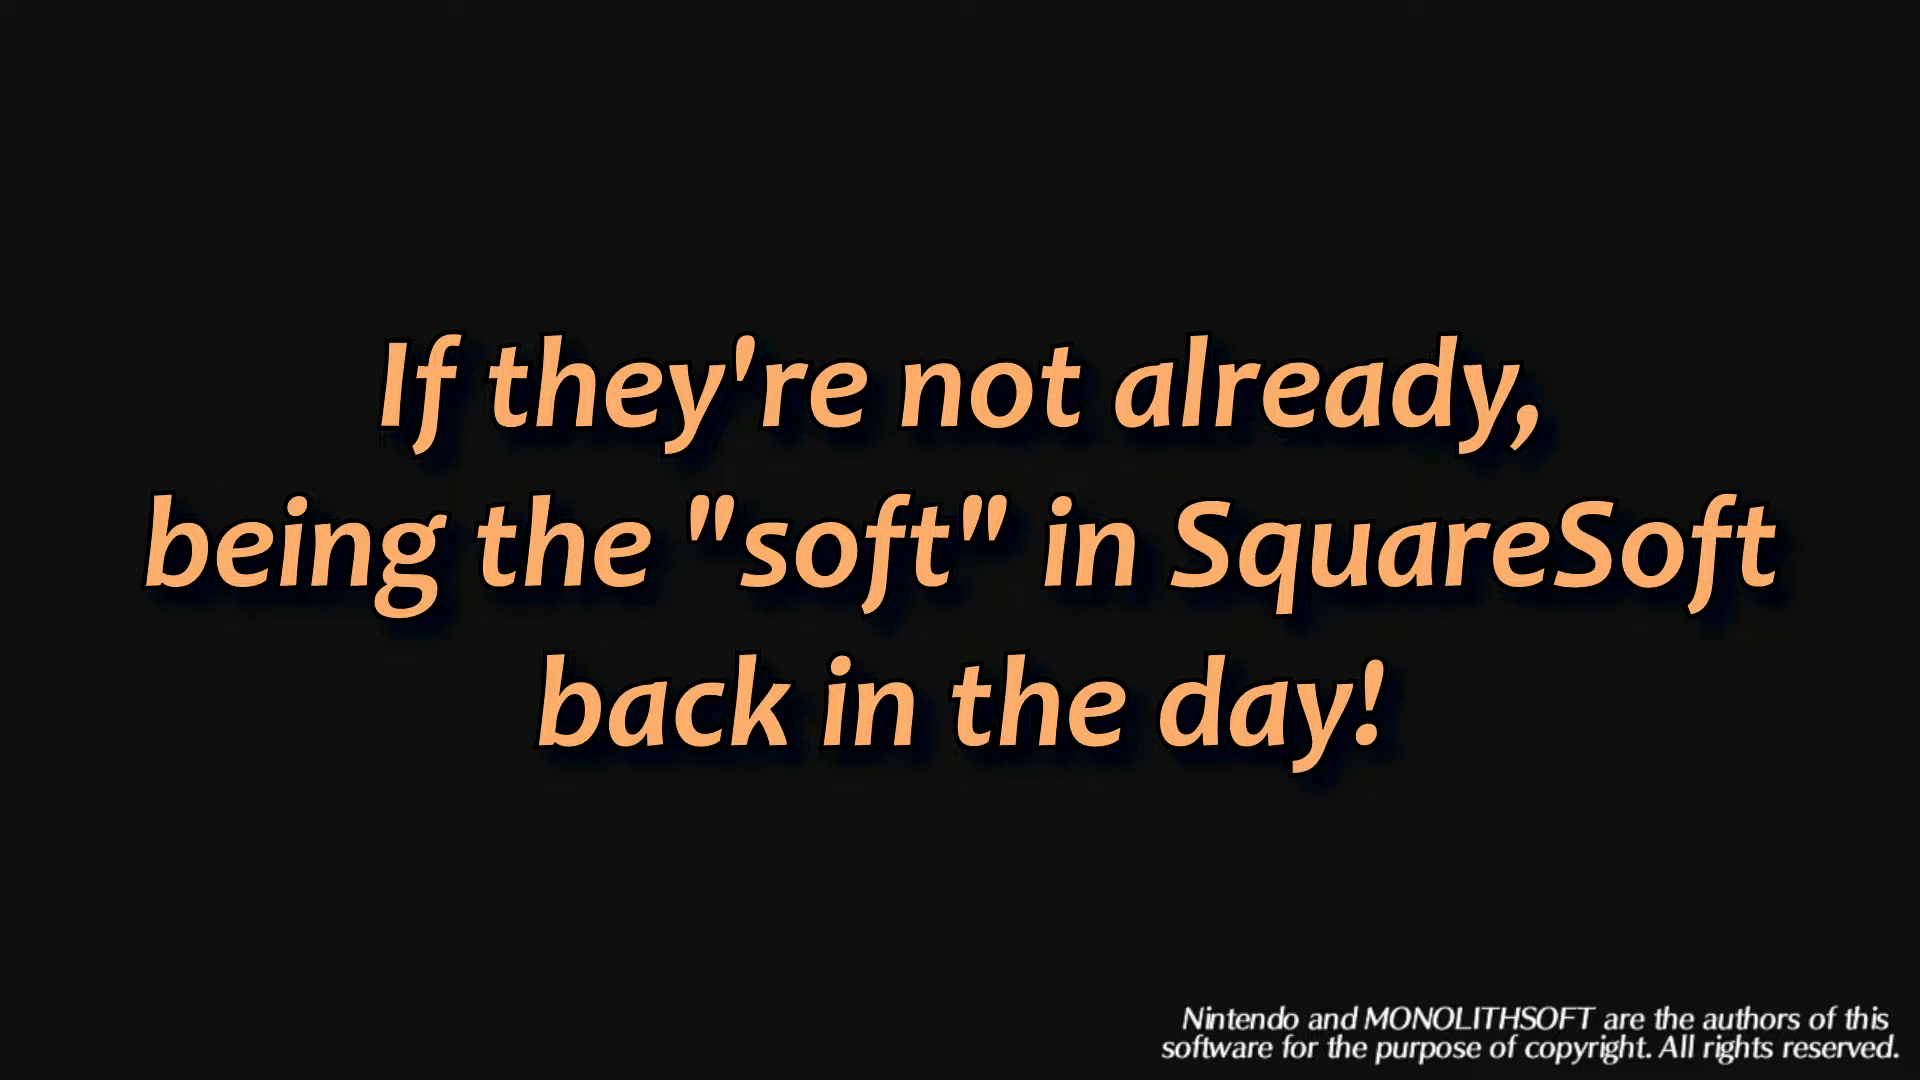 If they're not already,
being the "soft" in SquareSoft
back in the day!
Nintendo and MONOLITHSOFT are the authors of this
software for the purpose of copyright. All rights reserved.